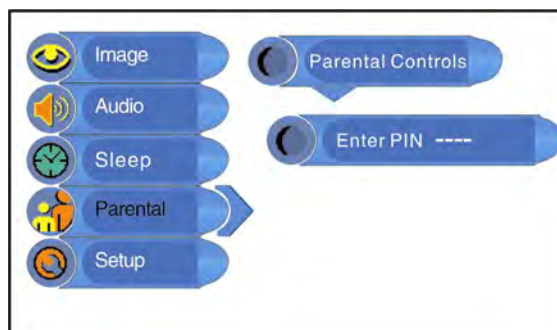 Image
Audio
Sleep
Parental
Setup
Parental Controls
Enter PIN ----